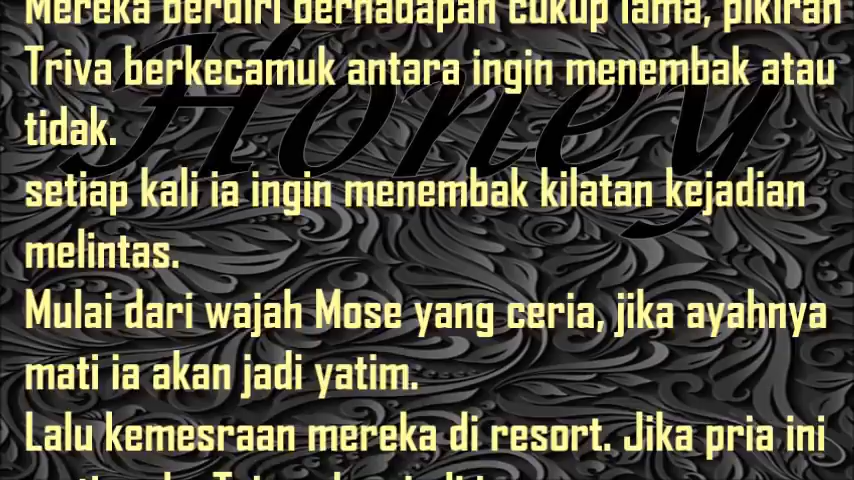 Mereka berdiri berhadapan cukup lama, pikiran
Triva berkecamuk antara ingin menembak atau
tidak.
setiap kali ia ingin menembak kilatan kejadian
melintas.
Mulai dari wajah Mose yang ceria, jika ayahnya
mati ia akan jadi yatim.
Lalu kemesraan mereka di resort. Jika pria ini
Honey